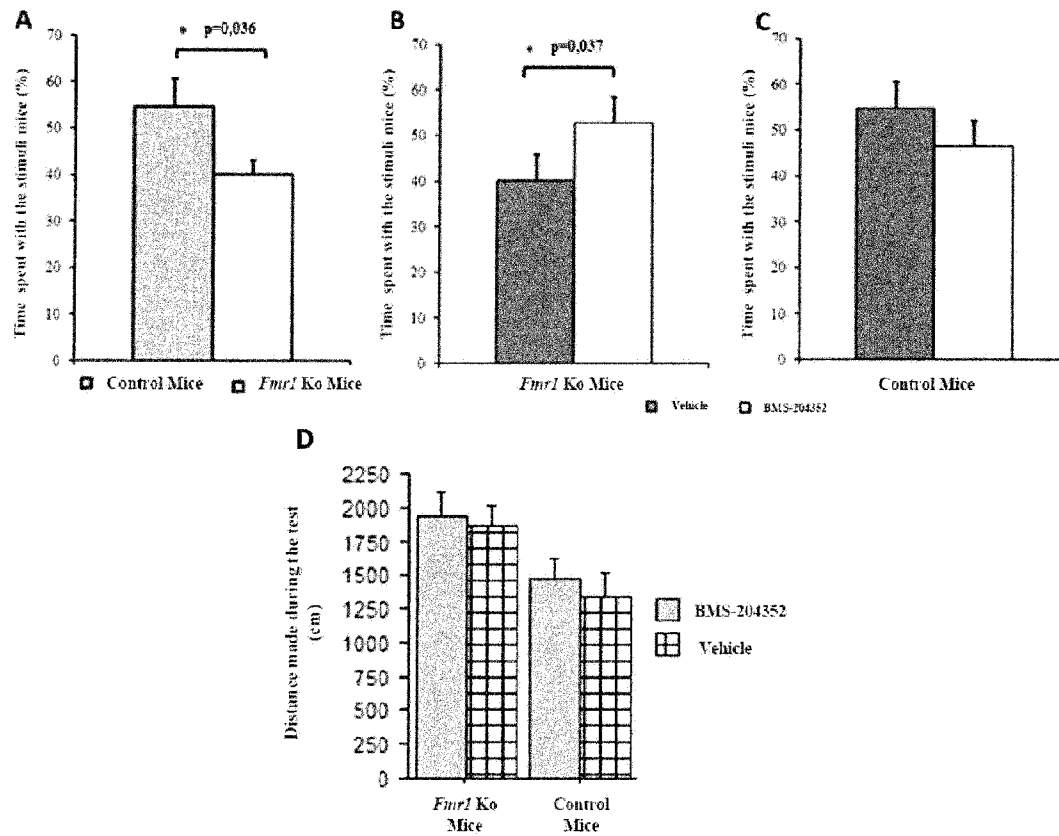 A
* p=0,036
Time spent with the stimuli mice (%)
70
60
50
40
30
20
10
0
Control Mice
Fmr1 Ko Mice
B
* p=0,037
Time spent with the stimuli mice (%)
70
60
50
40
30
20
10
0
Fmr1 Ko Mice
C
Time spent with the stimuli mice (%)
70
60
50
40
30
20
10
0
Control Mice
Vehicle
BMS-204352
D
Distance made during the test
(cm)
2250
2000
1750
1500
1250
1000
750
500
250
0
Fmr1 Ko
Mice
Control
Mice
BMS-204352
Vehicle